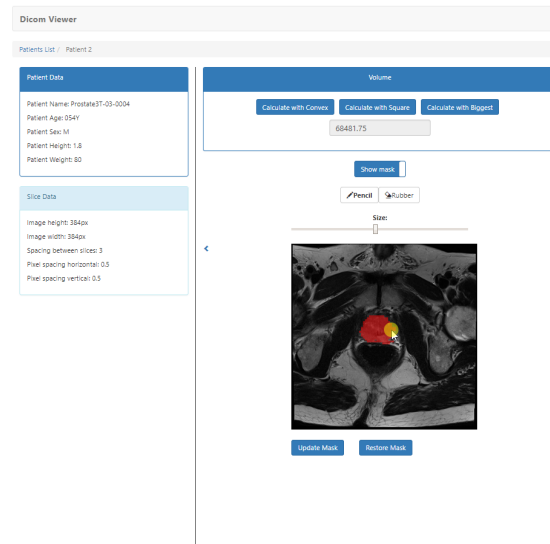 Dicom Viewer
Patients List / Patient 2
Patient Data
Patient Name: Prostate3T-03-0004
Patient Age: 054Y
Patient Sex: M
Patient Height: 1.8
Patient Weight: 80
Slice Data
Image height: 384px
Image width: 384px
Spacing between slices: 3
Pixel spacing horizontal: 0.5
Pixel spacing vertical: 0.5
Volume
Calculate with Convex Calculate with Square Calculate with Biggest
68481.75
Show mask
Pencil Rubber
Size:
Update Mask Restore Mask